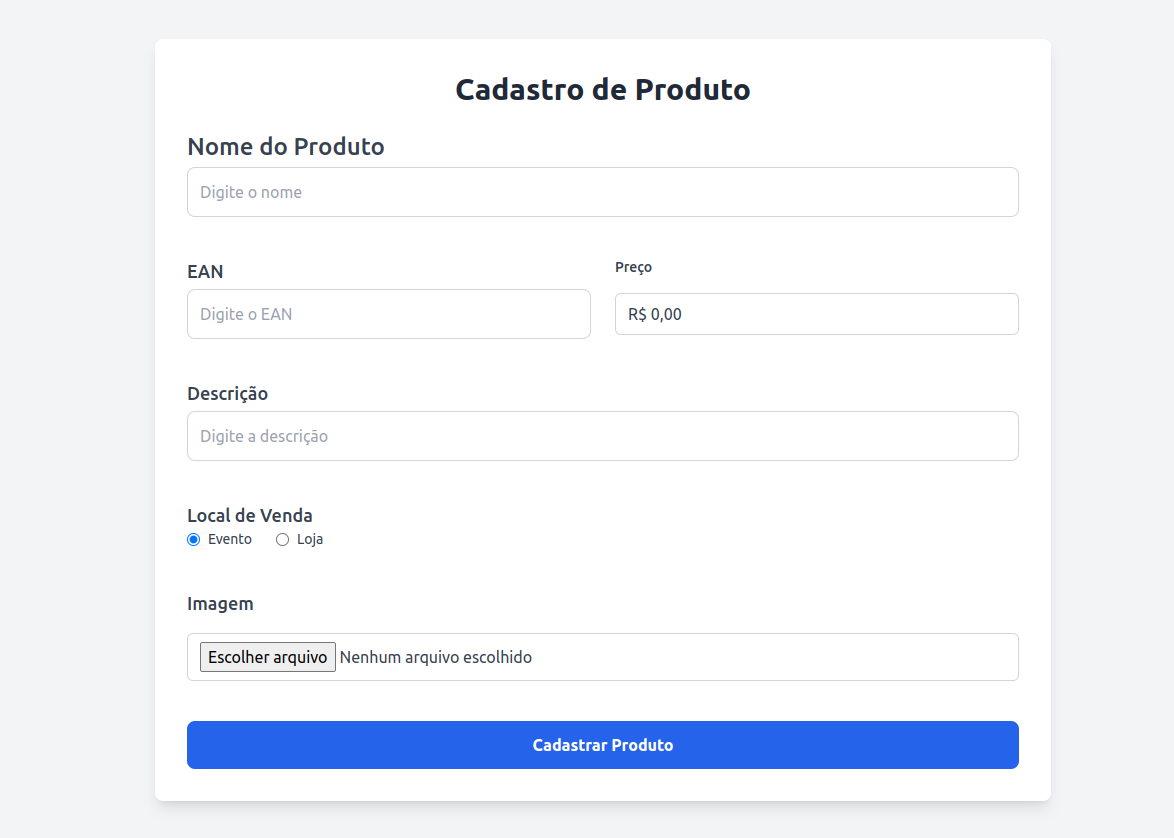 Cadastro de Produto
Nome do Produto
Digite o nome
EAN
Preço
Digite o EAN
R$ 0,00
Descrição
Digite a descrição
Local de Venda
Evento
Loja
Imagem
Escolher arquivo Nenhum arquivo escolhido
Cadastrar Produto